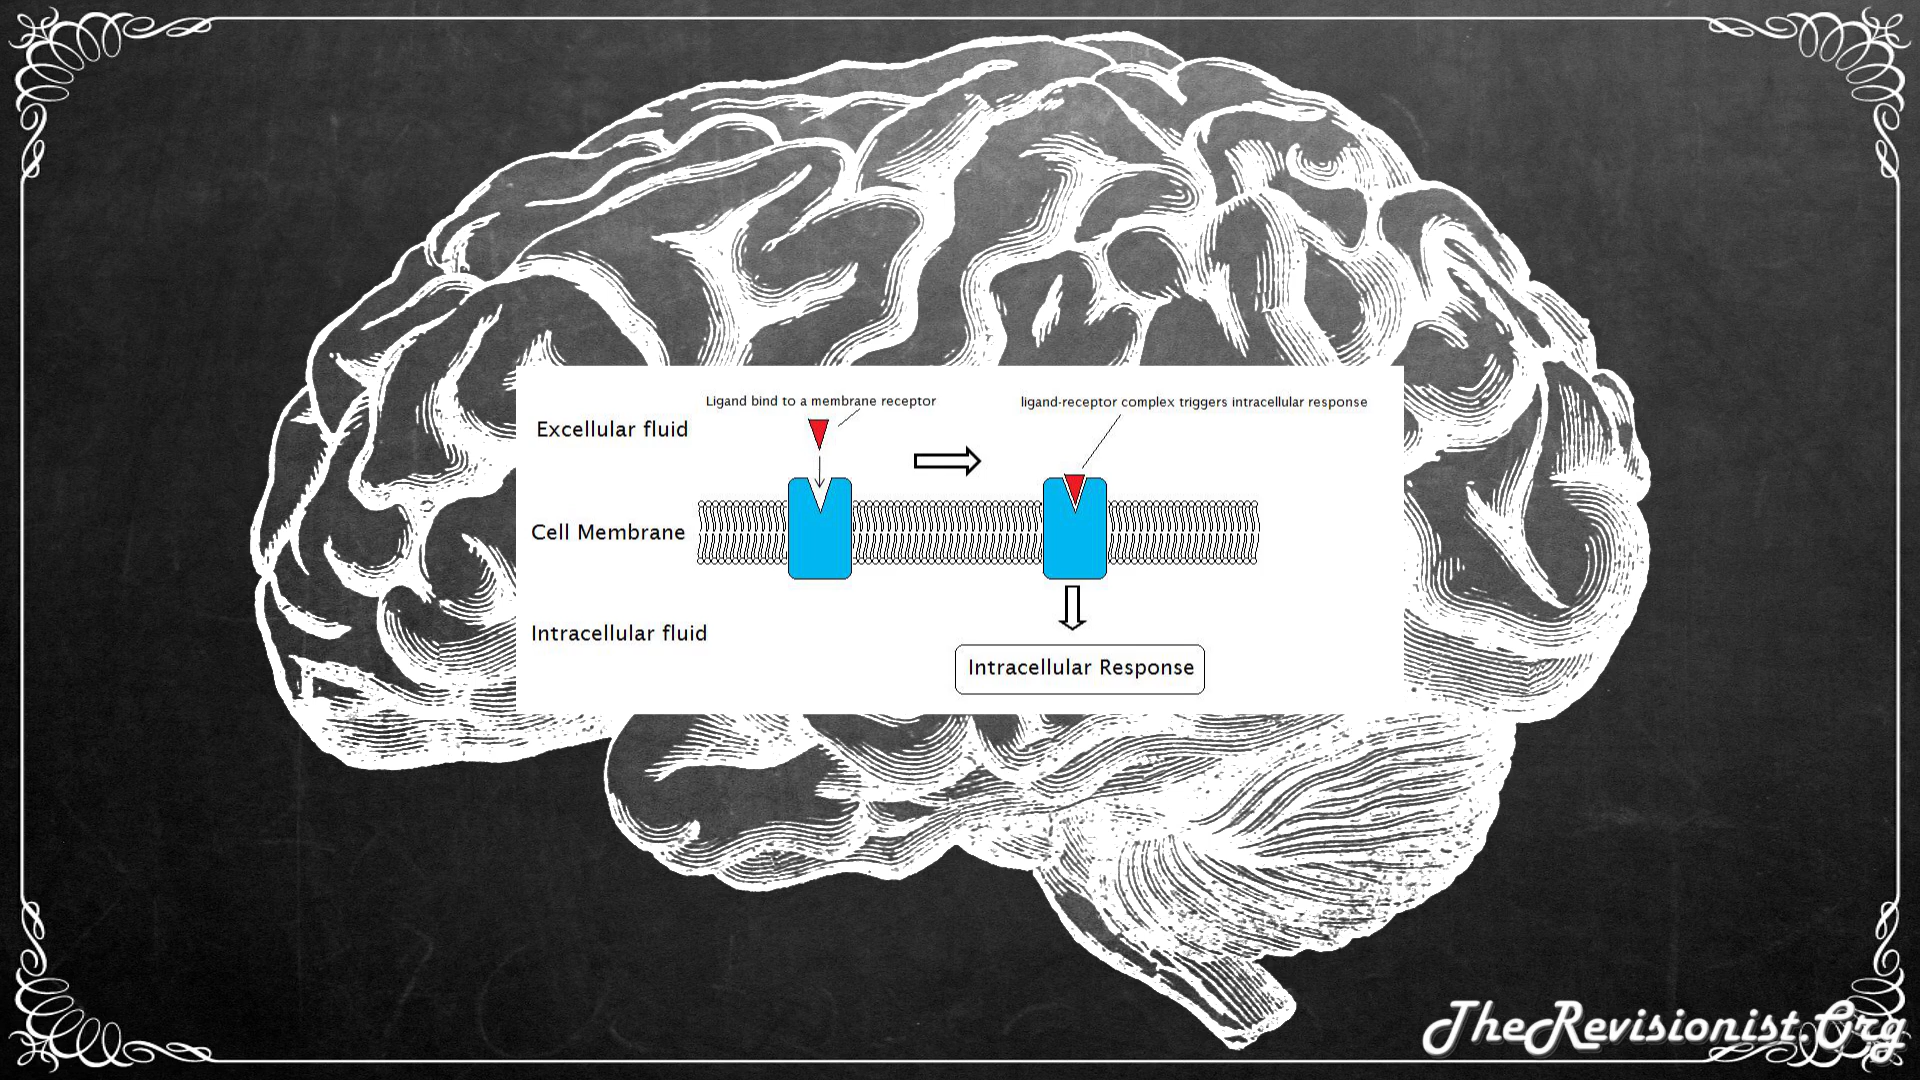 Ligand bind to a membrane receptor
ligand-receptor complex triggers intracellular response
Excellular fluid
Cell Membrane
Intracellular fluid
Intracellular Response
TheRevisionist.Org